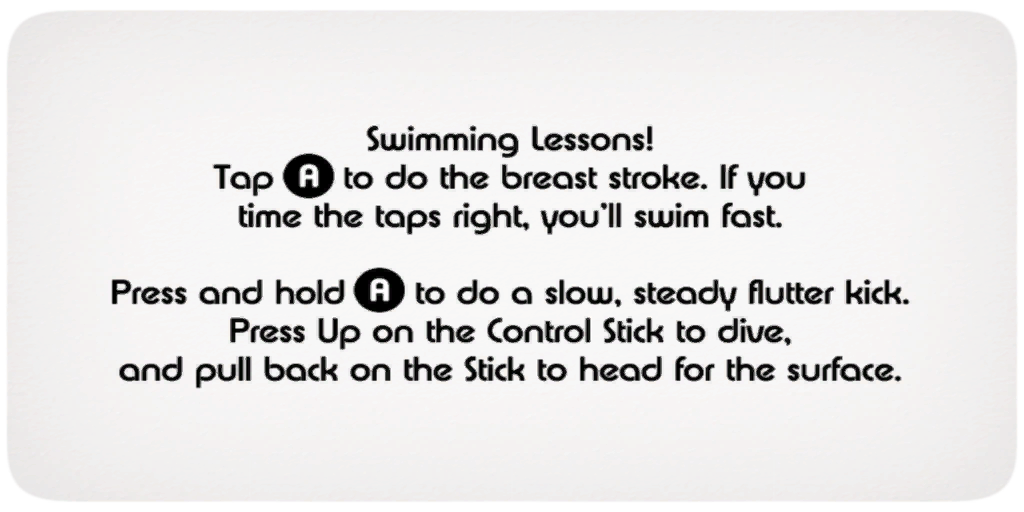 Swimming Lessons!
Tap A to do the breast stroke. If you
time the taps right, you'll swim fast.
Press and hold A to do a slow, steady flutter kick.
Press Up on the Control Stick to dive,
and pull back on the Stick to head for the surface.